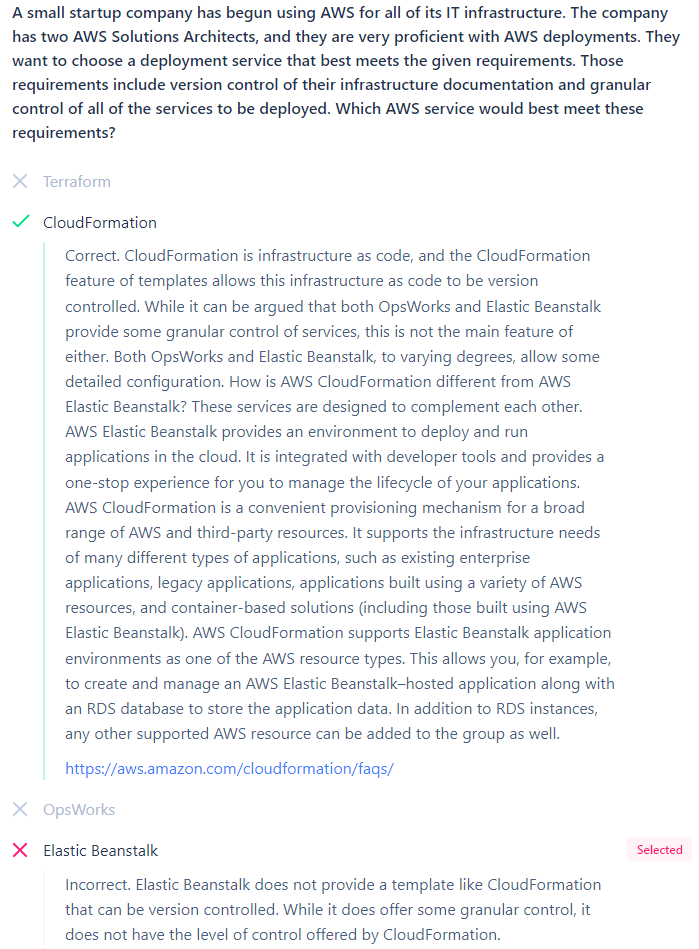 A small startup company has begun using AWS for all of its IT infrastructure. The company
has two AWS Solutions Architects, and they are very proficient with AWS deployments. They
want to choose a deployment service that best meets the given requirements. Those
requirements include version control of their infrastructure documentation and granular
control of all of the services to be deployed. Which AWS service would best meet these
requirements?
Terraform
CloudFormation
Correct. CloudFormation is infrastructure as code, and the CloudFormation
feature of templates allows this infrastructure as code to be version
controlled. While it can be argued that both OpsWorks and Elastic Beanstalk
provide some granular control of services, this is not the main feature of
either. Both OpsWorks and Elastic Beanstalk, to varying degrees, allow some
detailed configuration. How is AWS CloudFormation different from AWS
Elastic Beanstalk? These services are designed to complement each other.
AWS Elastic Beanstalk provides an environment to deploy and run
applications in the cloud. It is integrated with developer tools and provides a
one-stop experience for you to manage the lifecycle of your applications.
AWS CloudFormation is a convenient provisioning mechanism for a broad
range of AWS and third-party resources. It supports the infrastructure needs
of many different types of applications, such as existing enterprise
applications, legacy applications, applications built using a variety of AWS
resources, and container-based solutions (including those built using AWS
Elastic Beanstalk). AWS CloudFormation supports Elastic Beanstalk application
environments as one of the AWS resource types. This allows you, for example,
to create and manage an AWS Elastic Beanstalk–hosted application along with
an RDS database to store the application data. In addition to RDS instances,
any other supported AWS resource can be added to the group as well.
https://aws.amazon.com/cloudformation/faqs/
OpsWorks
Elastic Beanstalk Selected
Incorrect. Elastic Beanstalk does not provide a template like CloudFormation
that can be version controlled. While it does offer some granular control, it
does not have the level of control offered by CloudFormation.